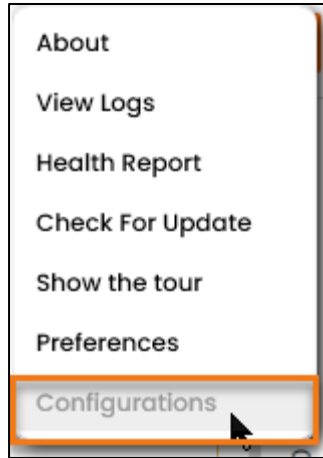 About
View Logs
Health Report
Check For Update
Show the tour
Preferences
Configurations